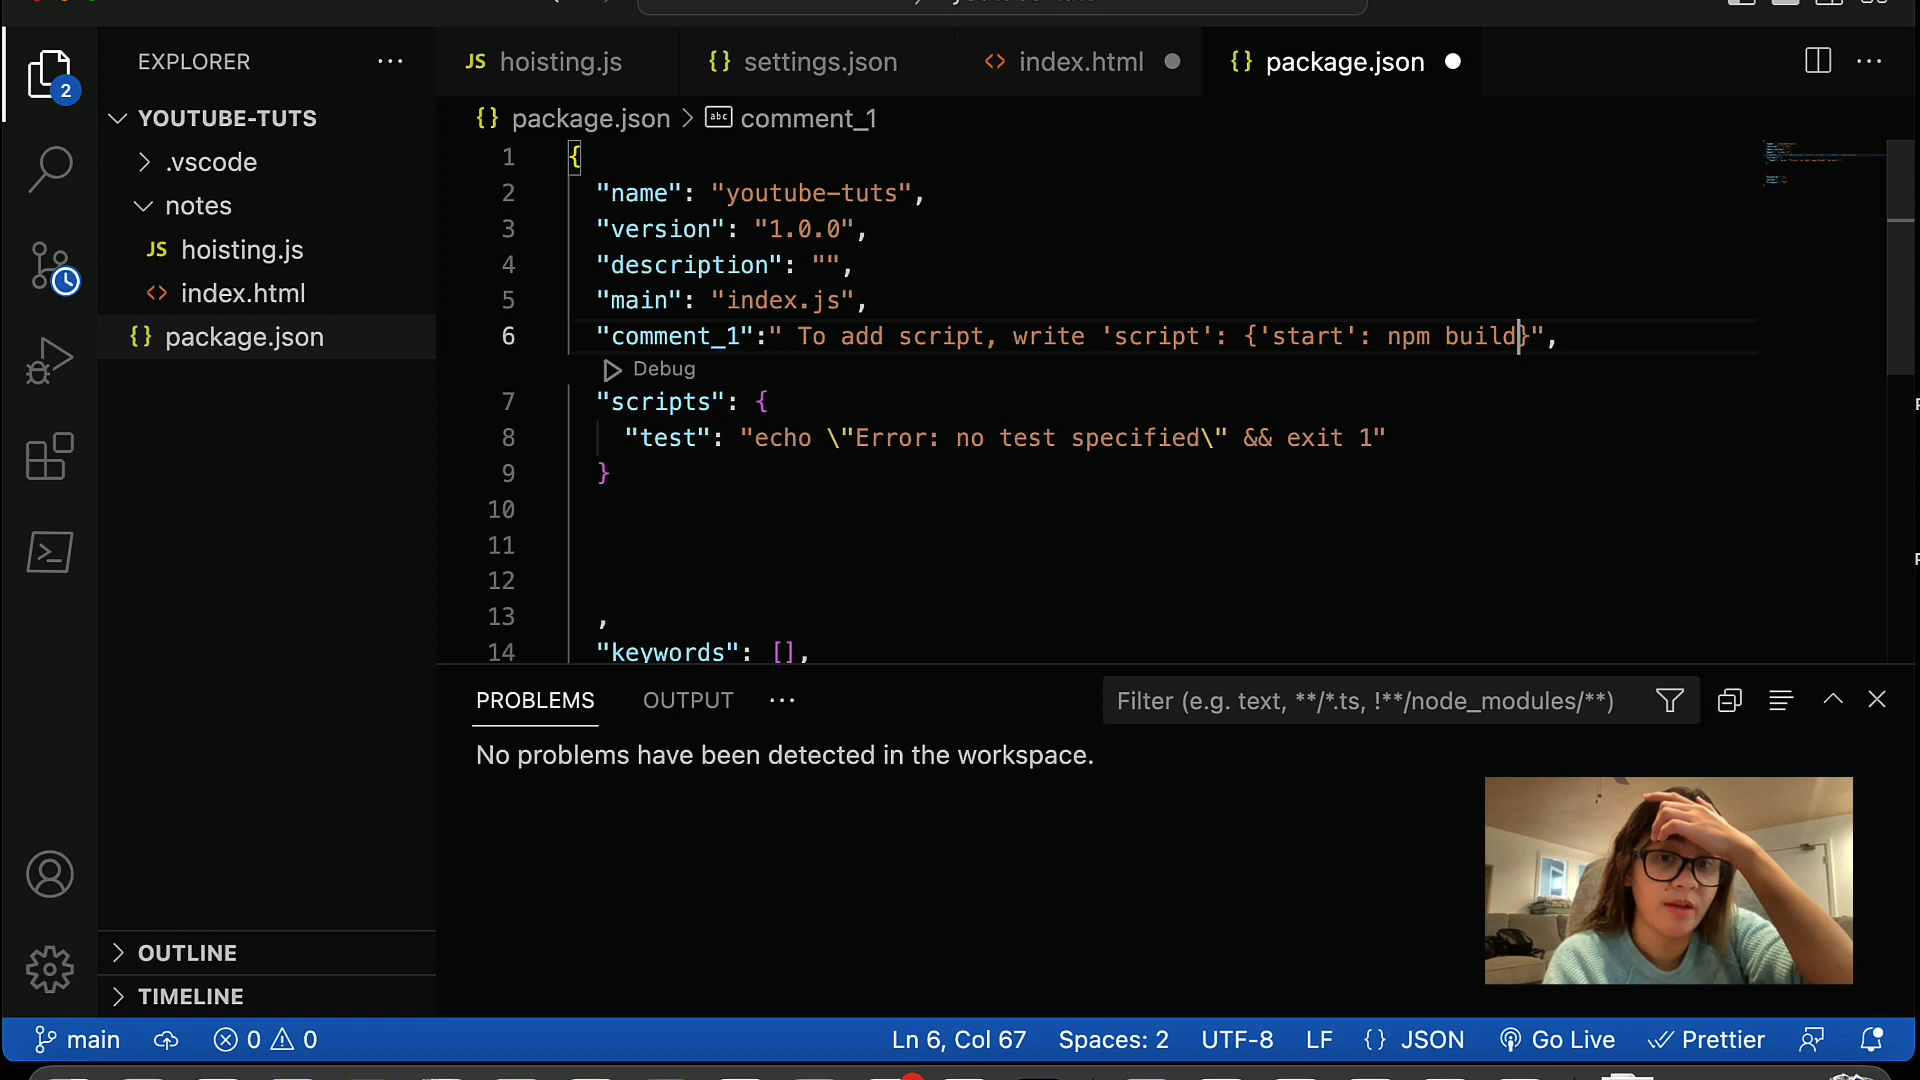 EXPLORER
2
YOUTUBE-TUTS
.vscode
notes
JS hoisting.js
<> index.html
{} package.json
OUTLINE
TIMELINE
JS hoisting.js
{} settings.json
<> index.html
{} package.json
{} package.json > abc comment_1
1 {
2 "name": "youtube-tuts",
3 "version": "1.0.0",
4 "description": "",
5 "main": "index.js",
6 "comment_1":" To add script, write 'script': {'start': npm build}",
Debug
7 "scripts": {
8 "test": "echo \"Error: no test specified\" && exit 1"
9 }
10
11
12
13 ,
14 "keywords": [],
PROBLEMS
OUTPUT
Filter (e.g. text, **/*.ts, !**/node_modules/**)
No problems have been detected in the workspace.
main
0 0
Ln 6, Col 67
Spaces: 2
UTF-8
LF
{} JSON
Go Live
Prettier